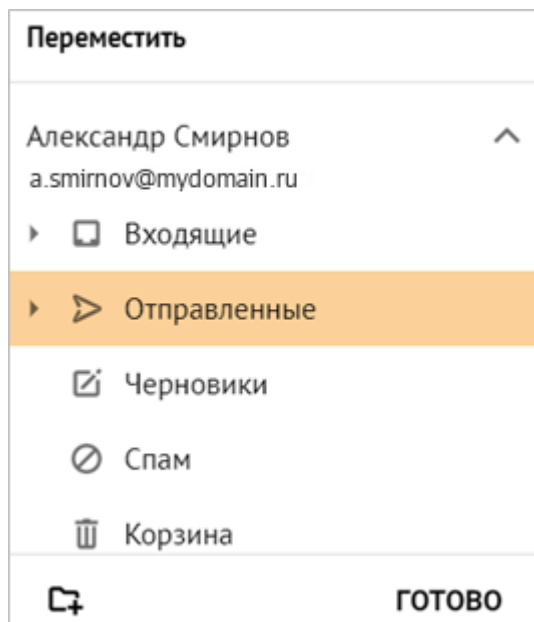 Переместить
Александр Смирнов
a.smirnov@mydomain.ru
Входящие
Отправленные
Черновики
Спам
Корзина
ГОТОВО